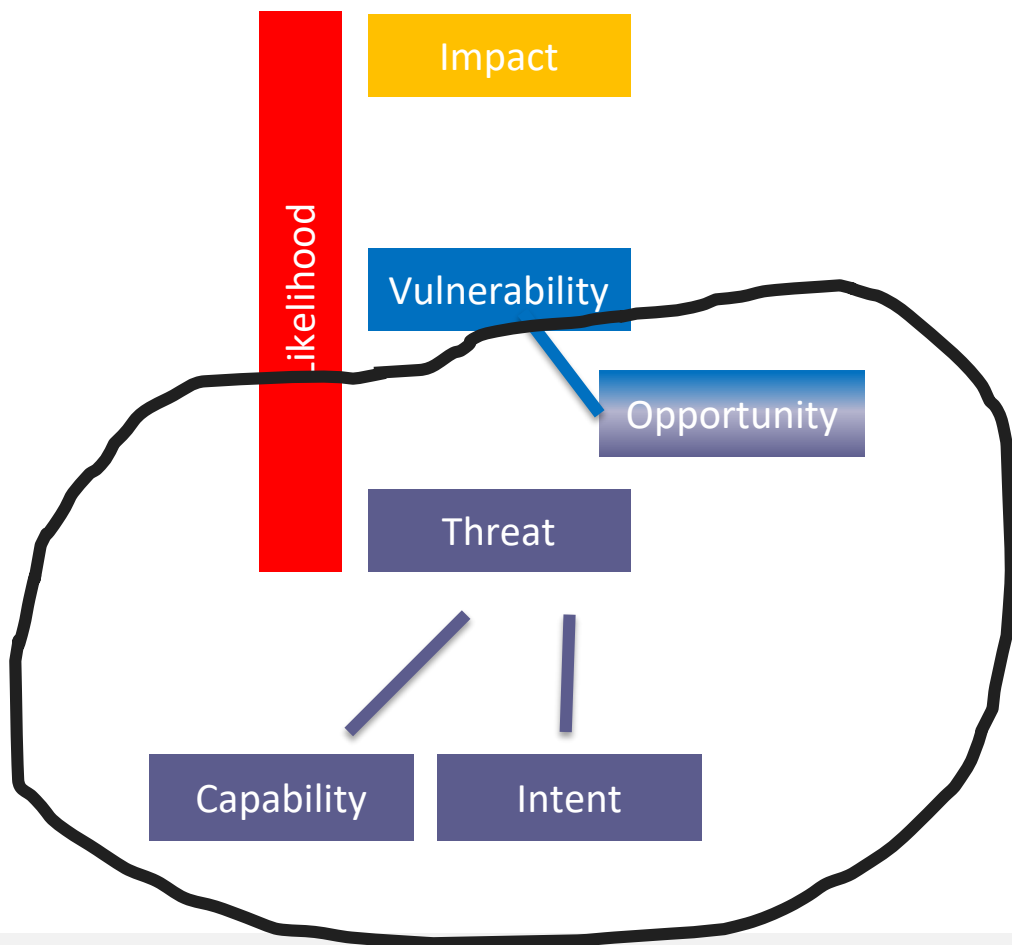 Impact
Likelihood
Vulnerability
Opportunity
Threat
Capability
Intent